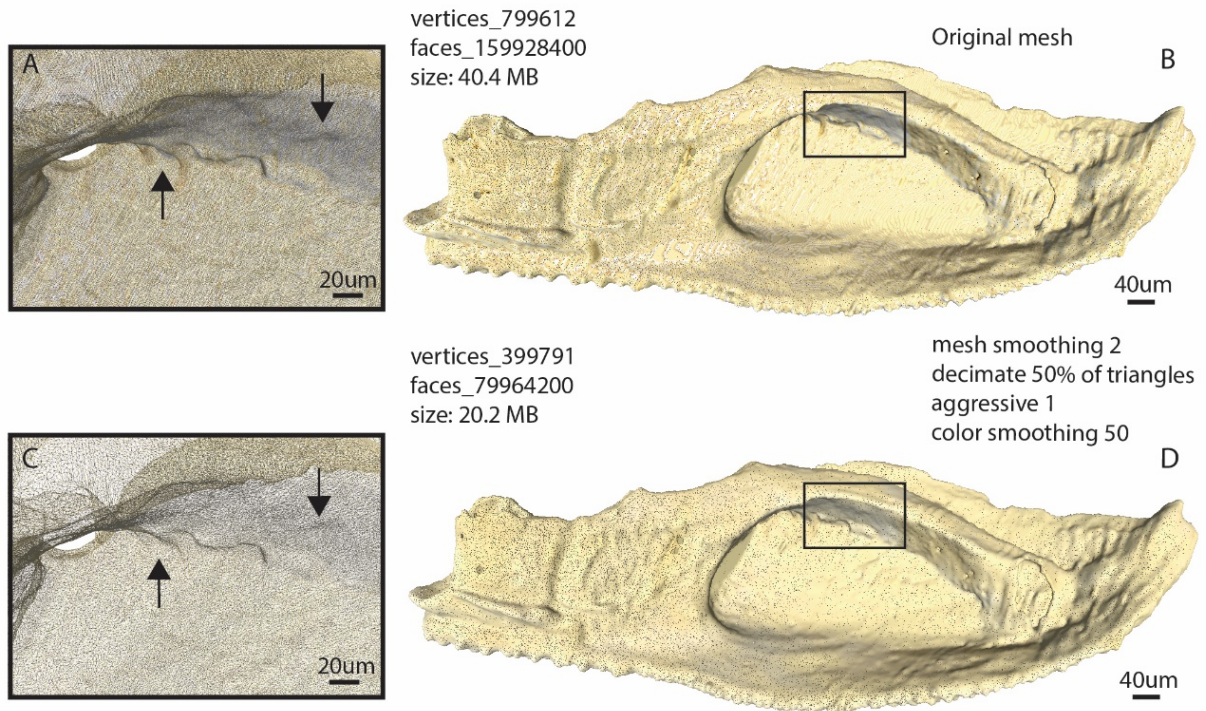 A
20um
vertices_799612
faces_159928400
size: 40.4 MB
Original mesh
B
40um
C
20um
vertices_399791
faces_79964200
size: 20.2 MB
mesh smoothing 2
decimate 50% of triangles
aggressive 1
color smoothing 50
D
40um